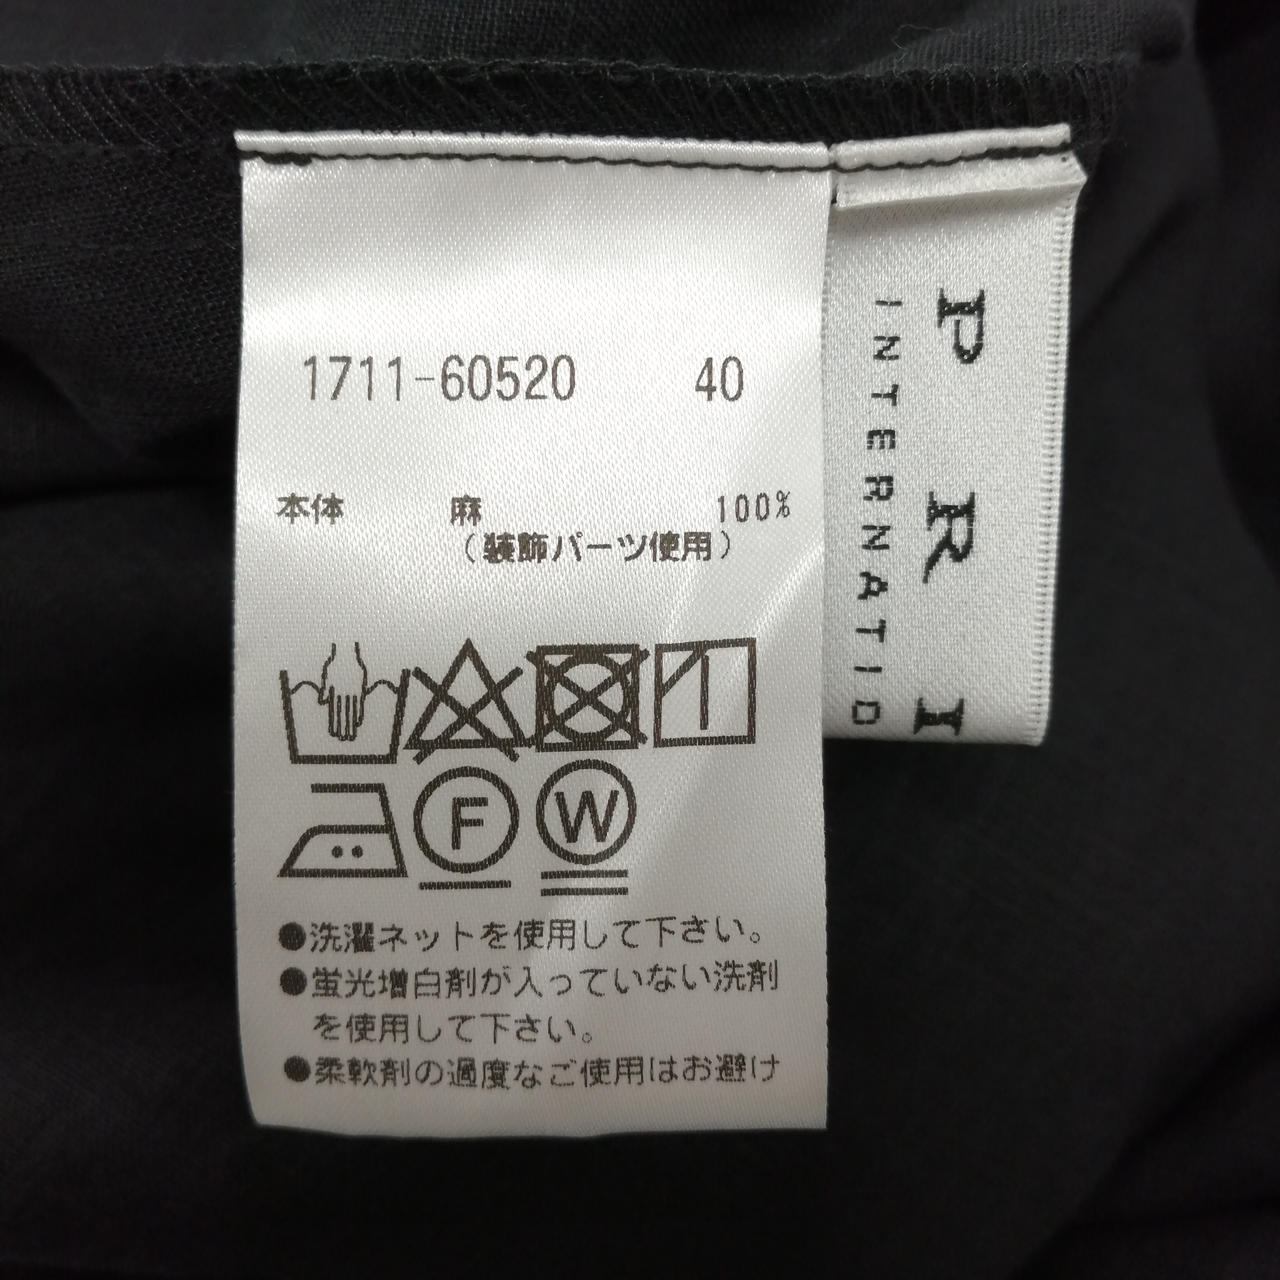 1711-60520 40
本体 麻 100%
(装飾パーツ使用)
F W
●洗濯ネットを使用して下さい。
●蛍光増白剤が入っていない洗剤
を使用して下さい。
●柔軟剤の過度なご使用はお避け
P R I
INTERNATIO